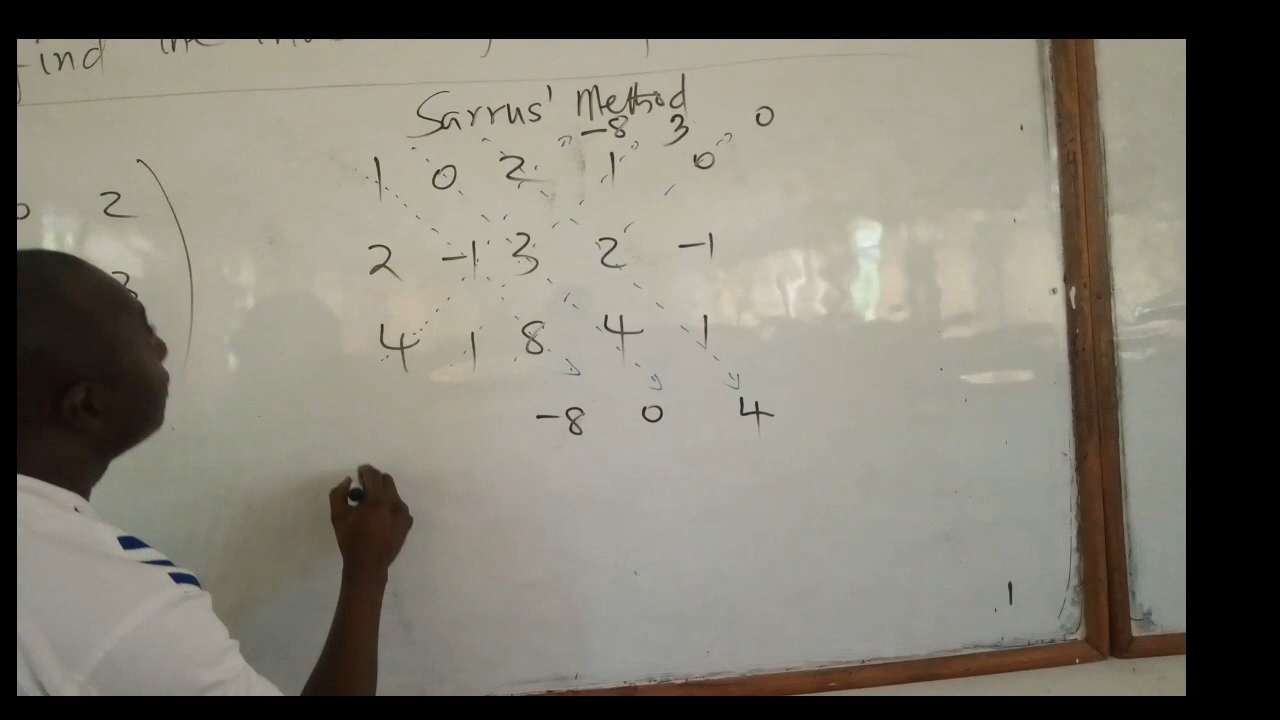 Find the
Sarrus' Method
-8 3 0
1 0 2 1 0
2
2 -1 3 2 -1
3
4 1 8 4 1
-8 0 4